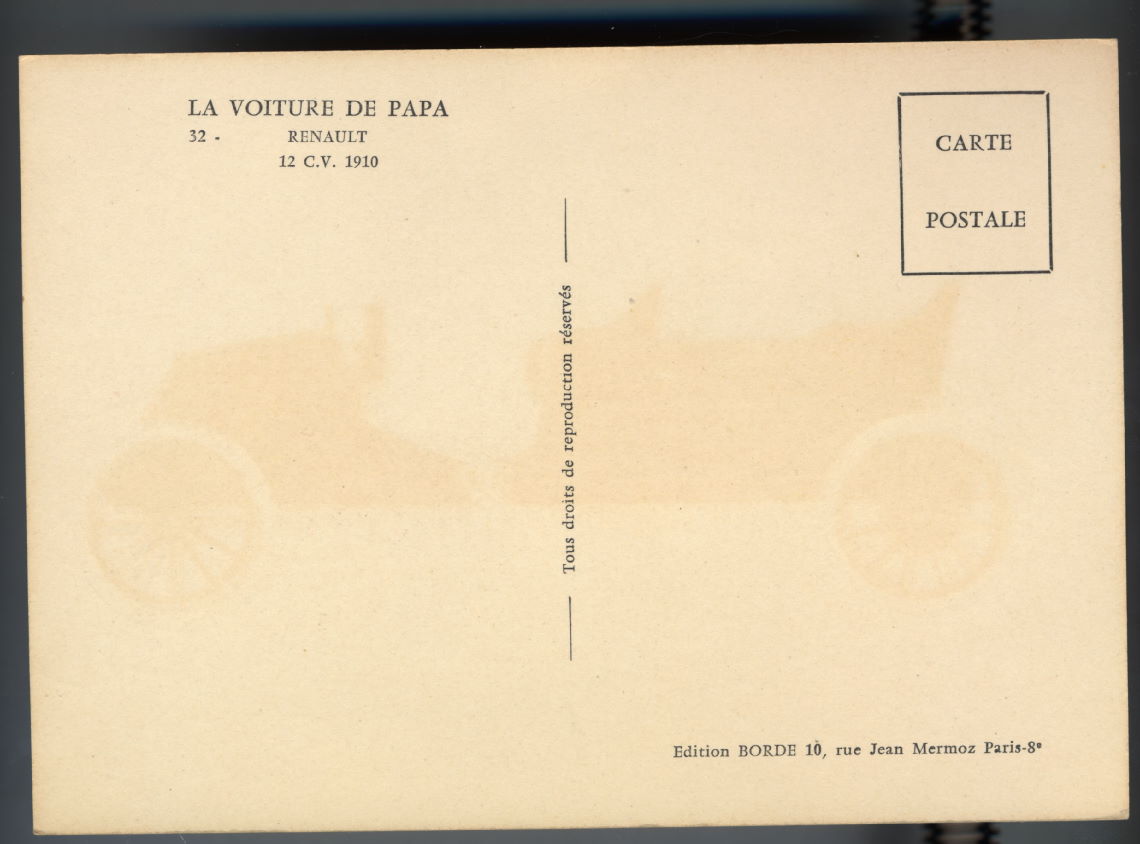 LA VOITURE DE PAPA
32 - RENAULT
12 C.V. 1910
CARTE
POSTALE
Tous droits de reproduction réservés
Edition BORDE 10, rue Jean Mermoz Paris-8e